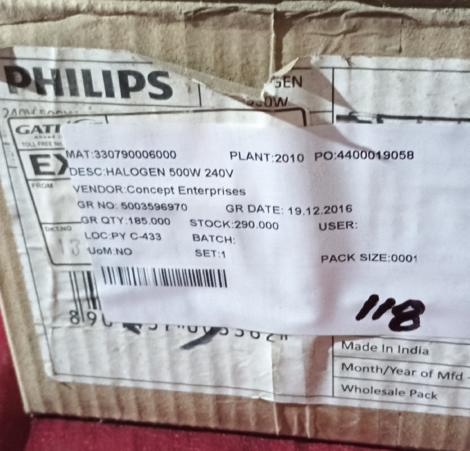 PHILIPS
GATI
FROM
MAT:330790006000 PLANT:2010 PO:4400019058
DESC:HALOGEN 500W 240V
VENDOR:Concept Enterprises
GR NO: 5003596970 GR DATE: 19.12.2016
GR QTY:185.000 STOCK:290.000 USER:
LOC:PY C-433 BATCH:
UoM:NO SET:1 PACK SIZE:0001
118
Made In India
Month/Year of Mfd
Wholesale Pack